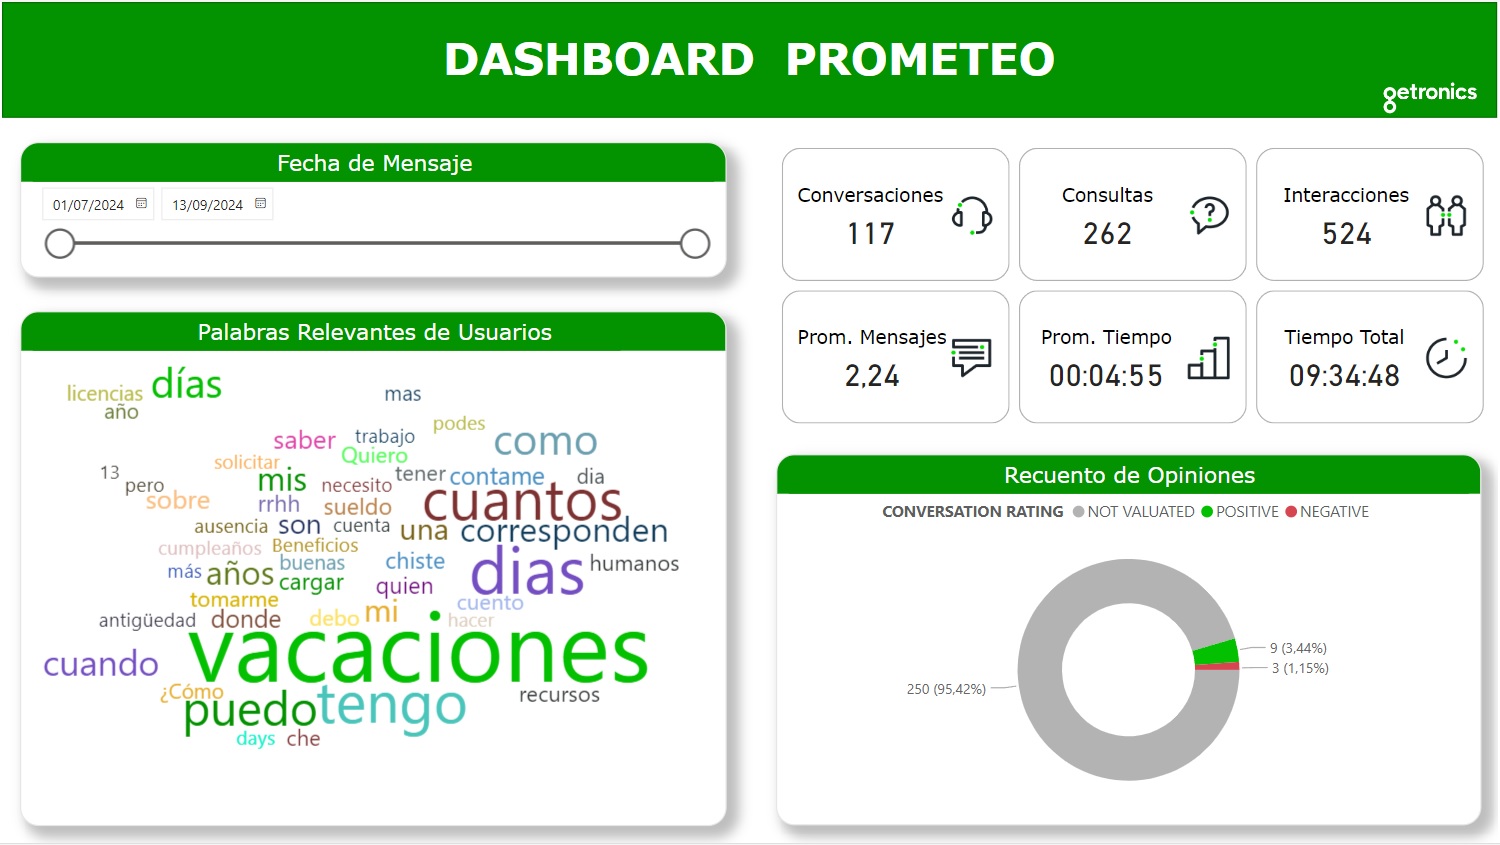 DASHBOARD PROMETEO
getronics
Fecha de Mensaje
01/07/2024 13/09/2024
Palabras Relevantes de Usuarios
licencias días mas
año
podes
saber trabajo como
solicitar Quiero
13 pero mis necesito tener contame dia
sobre rrhh sueldo cuantos
ausencia son cuenta una corresponden
cumpleaños Beneficios
buenas chiste dias humanos
más años cargar quien
tomarme mi cuento
antigüedad donde debo hacer
cuando vacaciones
¿Cómo puedo tengo recursos
days che
Conversaciones
117
Consultas
262
Interacciones
524
Prom. Mensajes
2,24
Prom. Tiempo
00:04:55
Tiempo Total
09:34:48
Recuento de Opiniones
CONVERSATION RATING NOT VALUATED POSITIVE NEGATIVE
9 (3,44%)
3 (1,15%)
250 (95,42%)